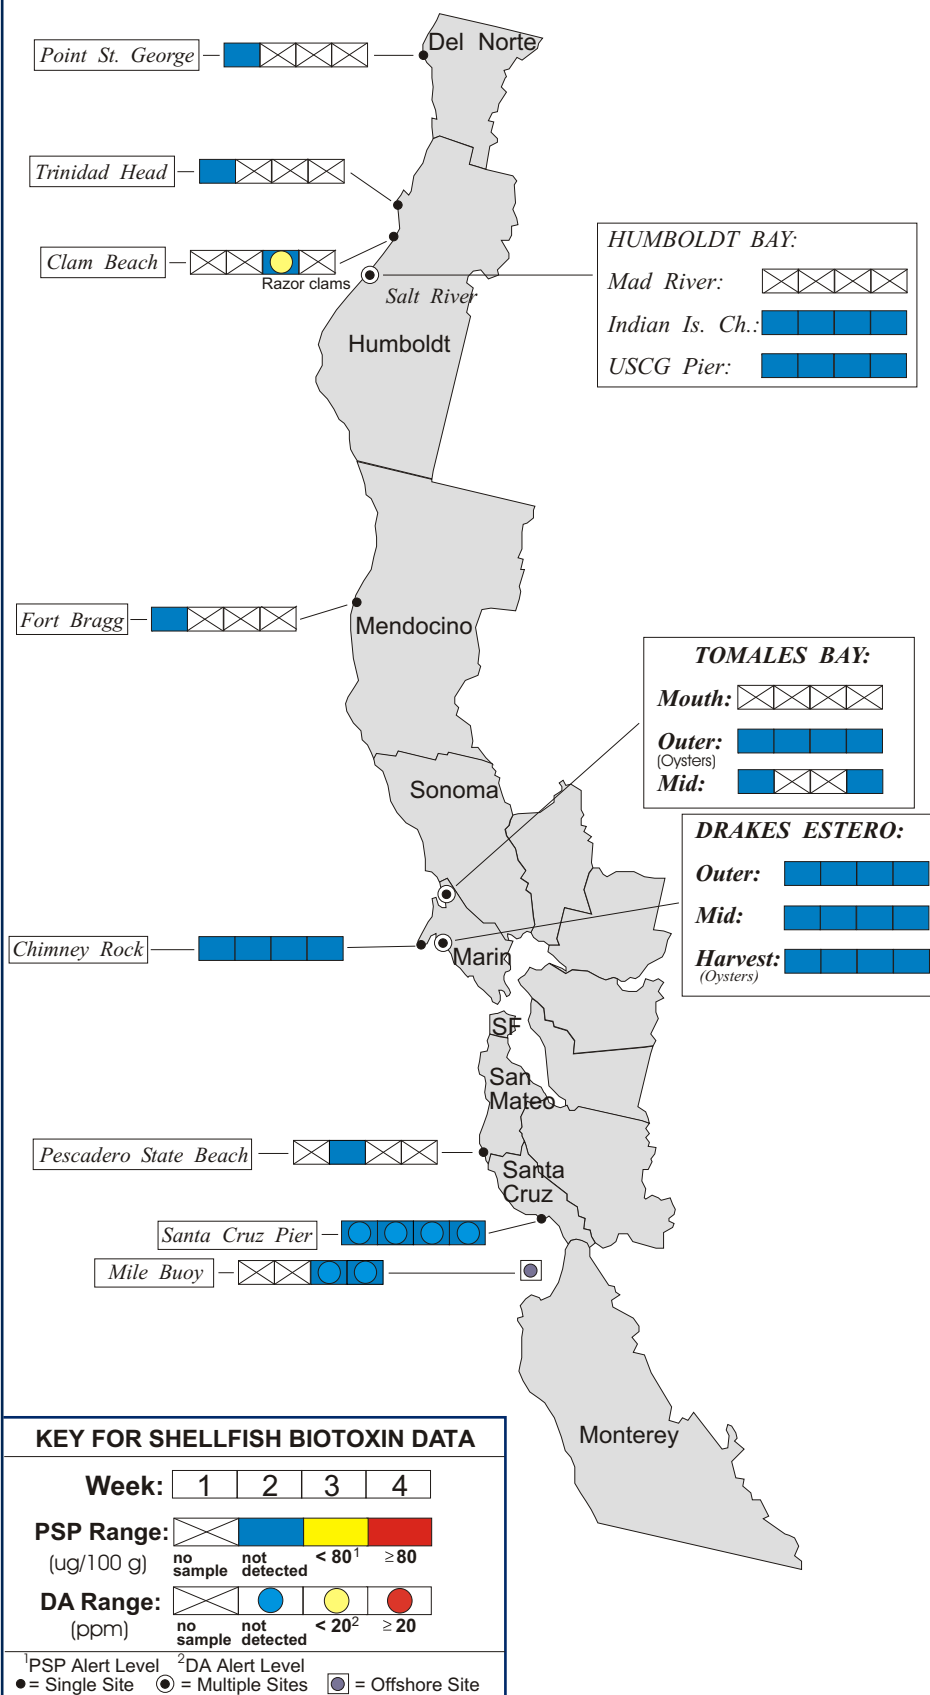 Del Norte
Point St. George
Trinidad Head
Clam Beach
Razor clams
Salt River
HUMBOLDT BAY:
Mad River:
Indian Is. Ch.:
USCG Pier:
Humboldt
Fort Bragg
Mendocino
TOMALES BAY:
Mouth:
Outer:
(Oysters)
Mid:
Sonoma
DRAKES ESTERO:
Outer:
Mid:
Harvest:
(Oysters)
Chimney Rock
Marin
SF
San
Mateo
Pescadero State Beach
Santa
Cruz
Santa Cruz Pier
Mile Buoy
Monterey
KEY FOR SHELLFISH BIOTOXIN DATA
Week: 1 2 3 4
PSP Range:
(ug/100 g)
no sample not detected < 80¹ ≥80
DA Range:
(ppm)
no sample not detected < 20² ≥ 20
¹PSP Alert Level ²DA Alert Level
= Single Site = Multiple Sites = Offshore Site